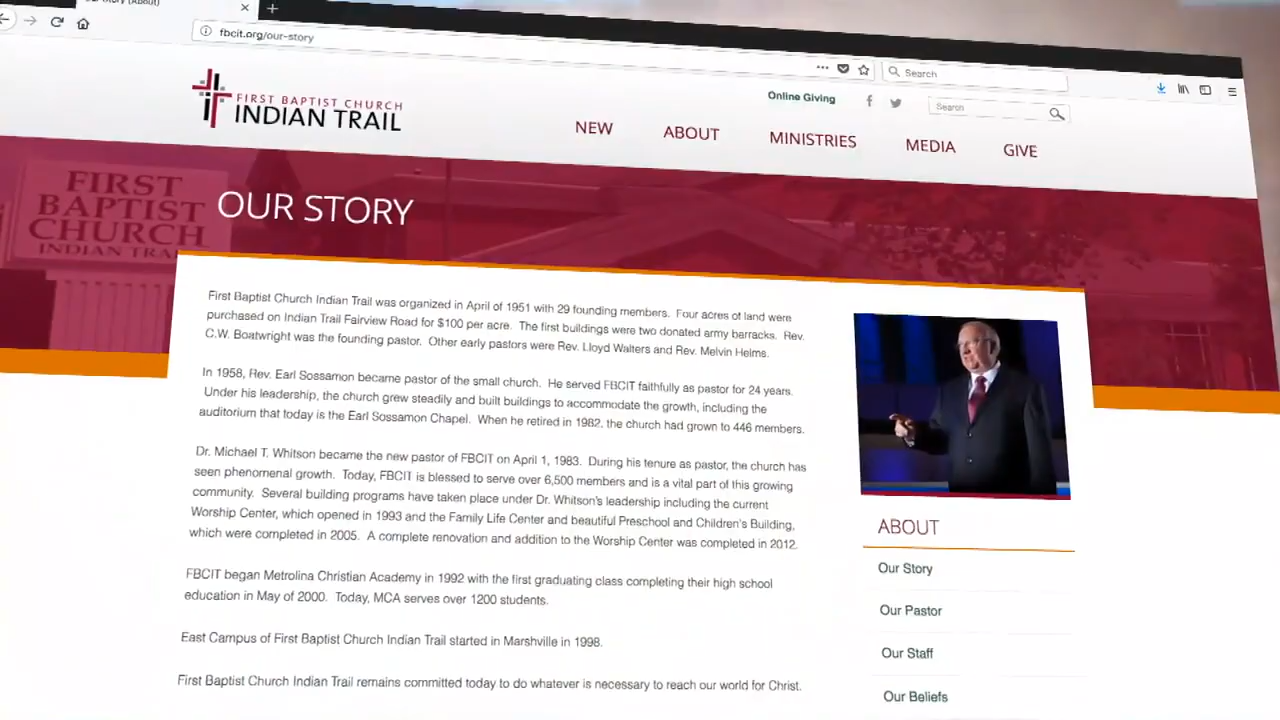 fbcit.org/our-story
Search
FIRST BAPTIST CHURCH
INDIAN TRAIL
Online Giving
Search
NEW ABOUT MINISTRIES MEDIA GIVE
FIRST
BAPTIST
CHURCH
INDIAN TRA
OUR STORY
First Baptist Church Indian Trail was organized in April of 1951 with 29 founding members. Four acres of land were
purchased on Indian Trail Fairview Road for $100 per acre. The first buildings were two donated army barracks. Rev.
C.W. Boatwright was the founding pastor. Other early pastors were Rev. Lloyd Walters and Rev. Melvin Helms.
In 1958, Rev. Earl Sossamon became pastor of the small church. He served FBCIT faithfully as pastor for 24 years.
Under his leadership, the church grew steadily and built buildings to accommodate the growth, including the
auditorium that today is the Earl Sossamon Chapel. When he retired in 1982, the church had grown to 446 members.
Dr. Michael T. Whitson became the new pastor of FBCIT on April 1, 1983. During his tenure as pastor, the church has
seen phenomenal growth. Today, FBCIT is blessed to serve over 6,500 members and is a vital part of this growing
community. Several building programs have taken place under Dr. Whitson's leadership including the current
Worship Center, which opened in 1993 and the Family Life Center and beautiful Preschool and Children's Building,
which were completed in 2005. A complete renovation and addition to the Worship Center was completed in 2012.
FBCIT began Metrolina Christian Academy in 1992 with the first graduating class completing their high school
education in May of 2000. Today, MCA serves over 1200 students.
East Campus of First Baptist Church Indian Trail started in Marshville in 1998.
First Baptist Church Indian Trail remains committed today to do whatever is necessary to reach our world for Christ.
ABOUT
Our Story
Our Pastor
Our Staff
Our Beliefs